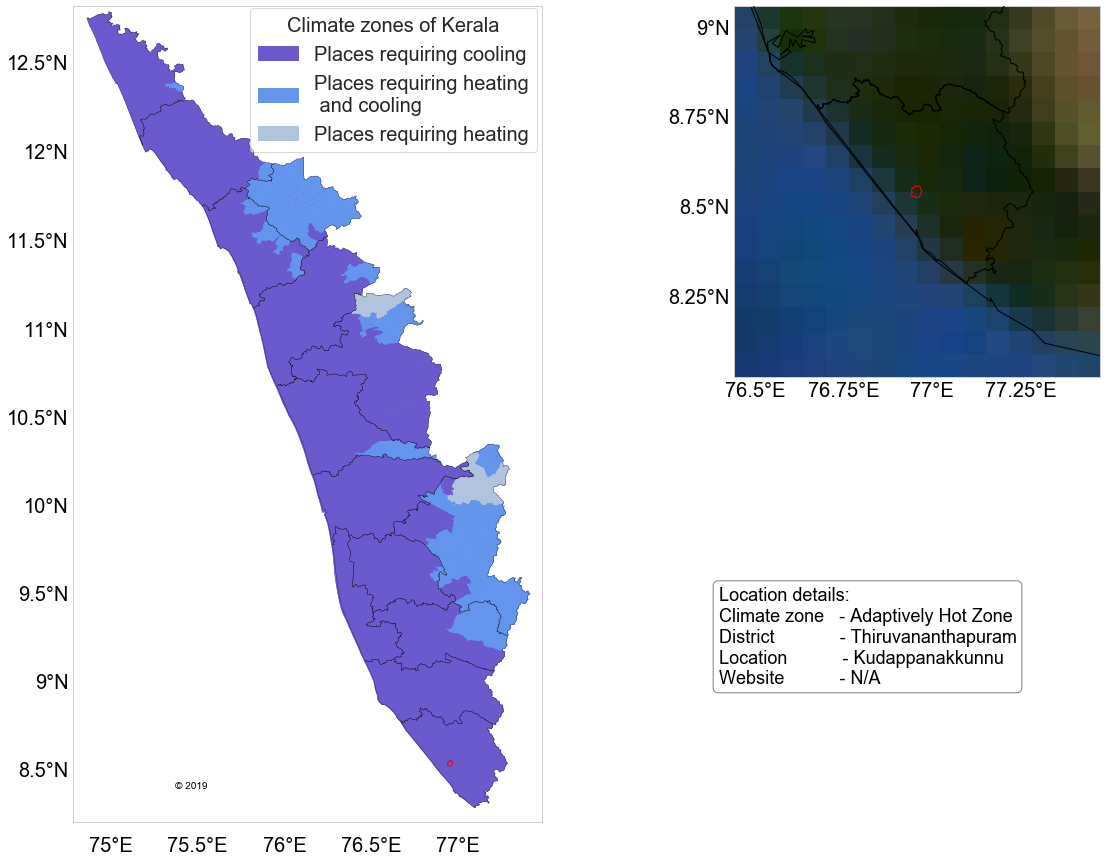 Climate zones of Kerala
Places requiring cooling
Places requiring heating
and cooling
Places requiring heating
12.5°N
12°N
11.5°N
11°N
10.5°N
10°N
9.5°N
9°N
8.5°N
75°E 75.5°E 76°E 76.5°E 77°E
© 2019
9°N
8.75°N
8.5°N
8.25°N
76.5°E 76.75°E 77°E 77.25°E
Location details:
Climate zone - Adaptively Hot Zone
District - Thiruvananthapuram
Location - Kudappanakkunnu
Website - N/A